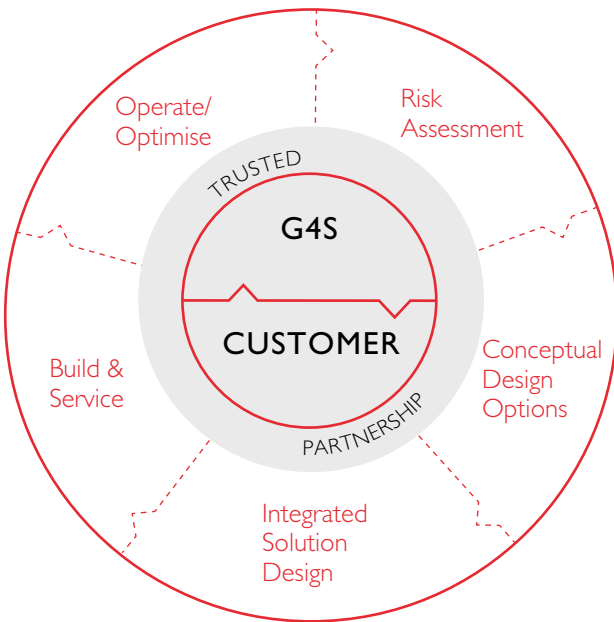 Operate/
Optimise
Risk
Assessment
TRUSTED
G4S
CUSTOMER
PARTNERSHIP
Conceptual
Design
Options
Build &
Service
Integrated
Solution
Design